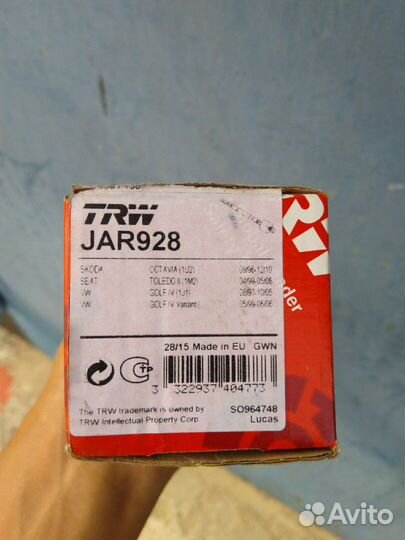 TRW
JAR928
SKODA OCTAVIA (1U2) 09/96-12/10
SEAT TOLEDO II (1M2) 04/99-05/06
VW GOLF IV (1J1) 08/97-10/05
VW GOLF IV Variant ( 05/99-06/06
28/15 Made in EU GWN
3 322937 404773
The TRW trademark is owned by
TRW Intellectual Property Corp.
SO964748
Lucas
TRW
Avito